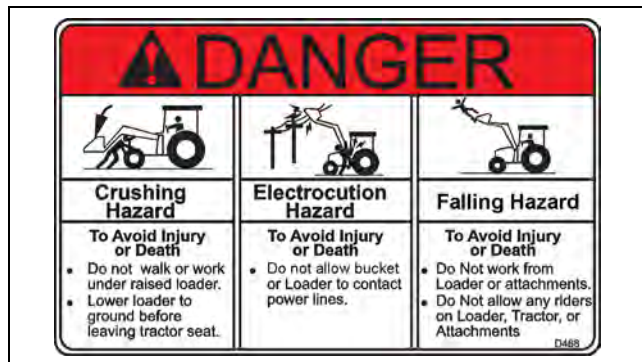 DANGER
Crushing
Hazard
To Avoid Injury
or Death
• Do not walk or work
under raised loader.
• Lower loader to
ground before
leaving tractor seat.
Electrocution
Hazard
To Avoid Injury
or Death
• Do not allow bucket
or Loader to contact
power lines.
Falling Hazard
To Avoid Injury
or Death
• Do Not work from
Loader or attachments.
• Do Not allow any riders
on Loader, Tractor, or
Attachments
D468